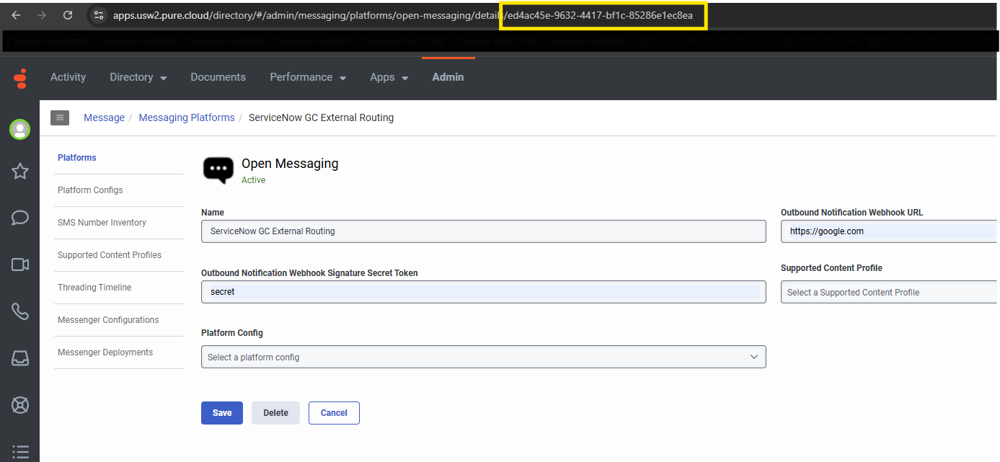 apps.usw2.pure.cloud/directory/#/admin/messaging/platforms/open-messaging/details/ed4ac45e-9632-4417-bf1c-85286e1ec8ea
Activity Directory Documents Performance Apps Admin
Message / Messaging Platforms / ServiceNow GC External Routing
Platforms
Platform Configs
SMS Number Inventory
Supported Content Profiles
Threading Timeline
Messenger Configurations
Messenger Deployments
Open Messaging
Active
Name
ServiceNow GC External Routing
Outbound Notification Webhook URL
https://google.com
Outbound Notification Webhook Signature Secret Token
secret
Supported Content Profile
Select a Supported Content Profile
Platform Config
Select a platform config
Save Delete Cancel